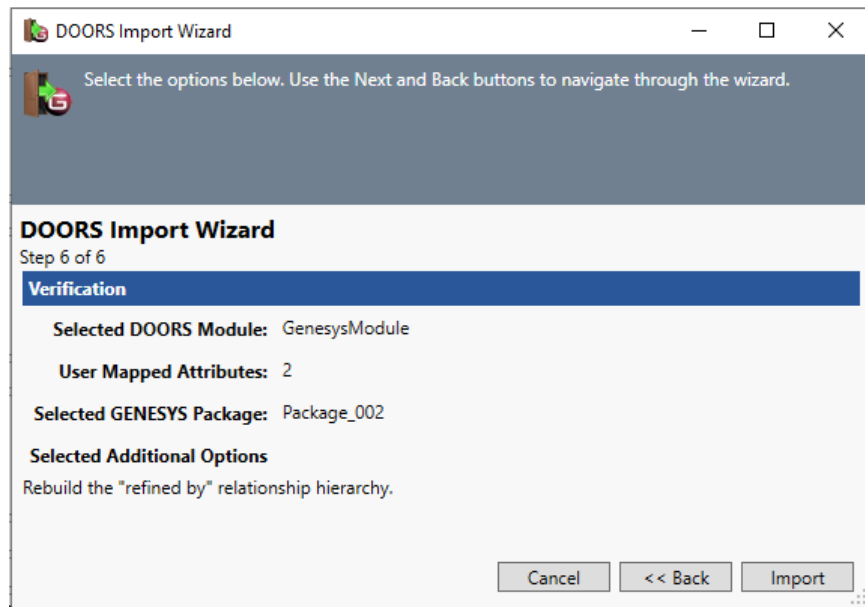 DOORS Import Wizard
Select the options below. Use the Next and Back buttons to navigate through the wizard.
G
DOORS Import Wizard
Step 6 of 6
Verification
Selected DOORS Module: GenesysModule
User Mapped Attributes: 2
Selected GENESYS Package: Package_002
Selected Additional Options
Rebuild the "refined by" relationship hierarchy.
Cancel << Back Import